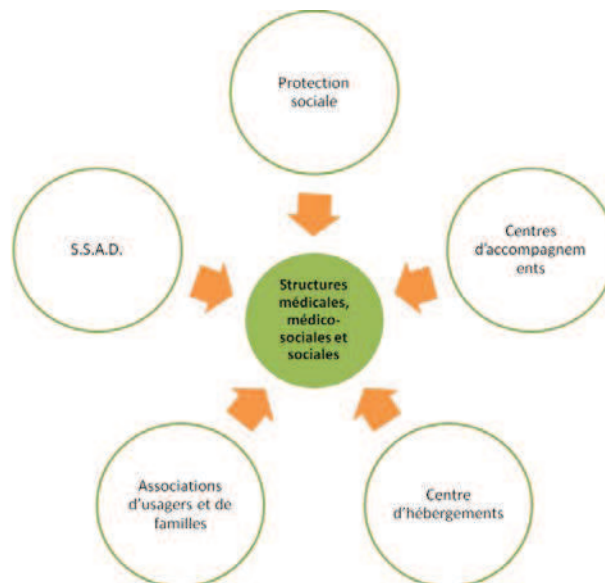 Protection
sociale
S.S.A.D.
Centres
d'accompagnem
ents
Structures
médicales,
médico-
sociales et
sociales
Associations
d'usagers et de
familles
Centre
d'hébergements